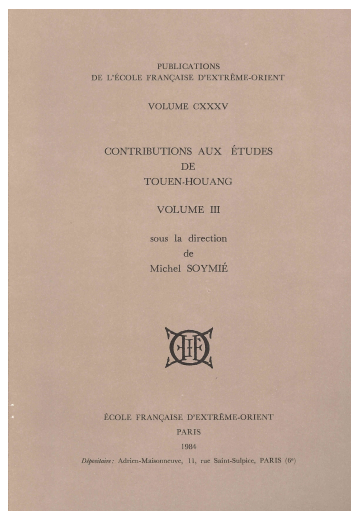 PUBLICATIONS
DE L'ÉCOLE FRANÇAISE D'EXTRÊME-ORIENT
VOLUME CXXXV
CONTRIBUTIONS AUX ÉTUDES
DE
TOUEN-HOUANG
VOLUME III
sous la direction
de
Michel SOYMIÉ
ÉCOLE FRANÇAISE D'EXTRÊME-ORIENT
PARIS
1984
Dépositaire : Adrien-Maisonneuve, 11, rue Saint-Sulpice, PARIS (6e)